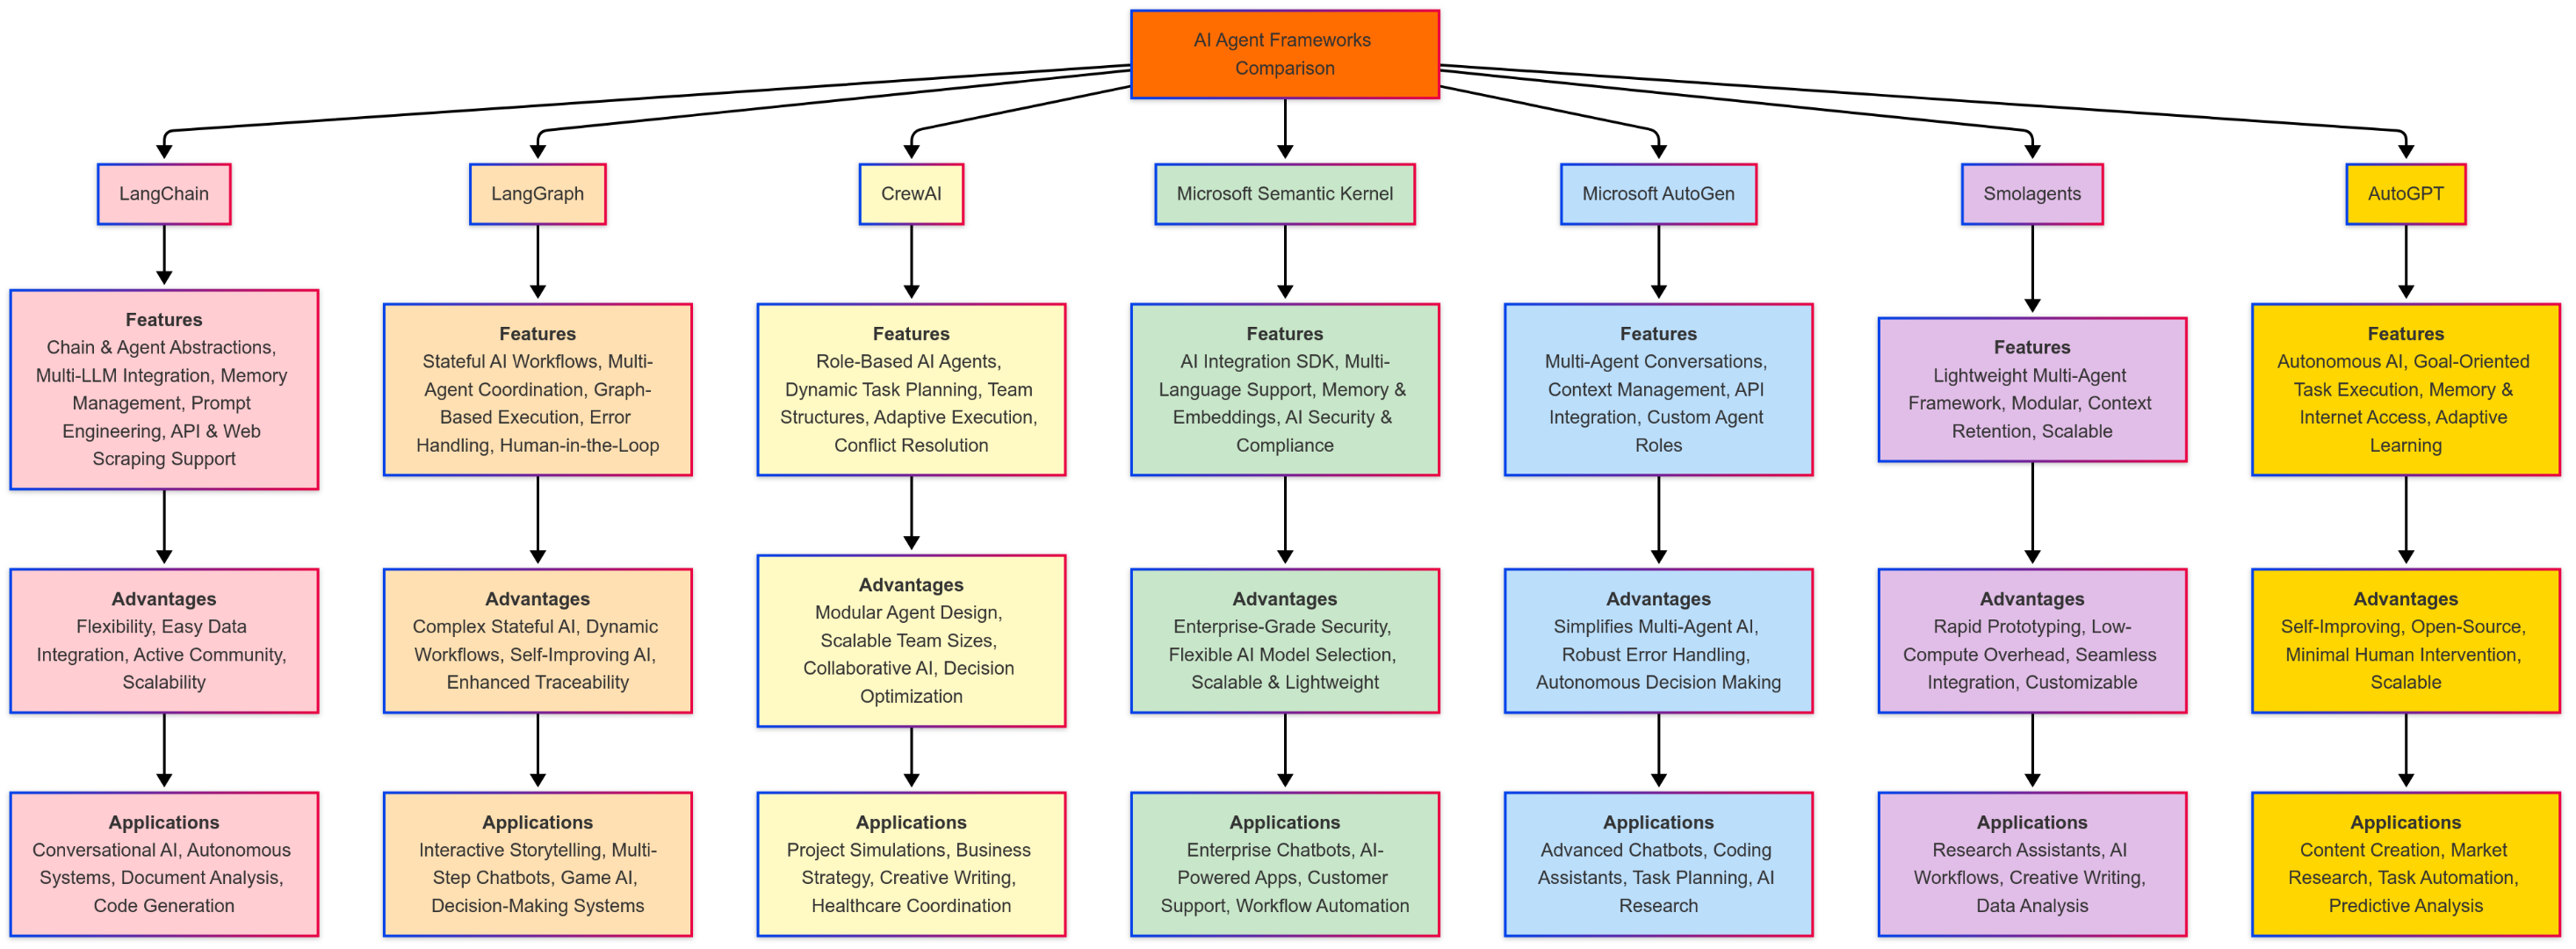 AI Agent Frameworks
Comparison
LangChain
LangGraph
CrewAI
Microsoft Semantic Kernel
Microsoft AutoGen
Smolagents
AutoGPT
Features
Chain & Agent Abstractions,
Multi-LLM Integration, Memory
Management, Prompt
Engineering, API & Web
Scraping Support
Features
Stateful AI Workflows, Multi-
Agent Coordination, Graph-
Based Execution, Error
Handling, Human-in-the-Loop
Features
Role-Based AI Agents,
Dynamic Task Planning, Team
Structures, Adaptive Execution,
Conflict Resolution
Features
AI Integration SDK, Multi-
Language Support, Memory &
Embeddings, AI Security &
Compliance
Features
Multi-Agent Conversations,
Context Management, API
Integration, Custom Agent
Roles
Features
Lightweight Multi-Agent
Framework, Modular, Context
Retention, Scalable
Features
Autonomous AI, Goal-Oriented
Task Execution, Memory &
Internet Access, Adaptive
Learning
Advantages
Flexibility, Easy Data
Integration, Active Community,
Scalability
Advantages
Complex Stateful AI, Dynamic
Workflows, Self-Improving AI,
Enhanced Traceability
Advantages
Modular Agent Design,
Scalable Team Sizes,
Collaborative AI, Decision
Optimization
Advantages
Enterprise-Grade Security,
Flexible AI Model Selection,
Scalable & Lightweight
Advantages
Simplifies Multi-Agent AI,
Robust Error Handling,
Autonomous Decision Making
Advantages
Rapid Prototyping, Low-
Compute Overhead, Seamless
Integration, Customizable
Advantages
Self-Improving, Open-Source,
Minimal Human Intervention,
Scalable
Applications
Conversational AI, Autonomous
Systems, Document Analysis,
Code Generation
Applications
Interactive Storytelling, Multi-
Step Chatbots, Game AI,
Decision-Making Systems
Applications
Project Simulations, Business
Strategy, Creative Writing,
Healthcare Coordination
Applications
Enterprise Chatbots, AI-
Powered Apps, Customer
Support, Workflow Automation
Applications
Advanced Chatbots, Coding
Assistants, Task Planning, AI
Research
Applications
Research Assistants, AI
Workflows, Creative Writing,
Data Analysis
Applications
Content Creation, Market
Research, Task Automation,
Predictive Analysis